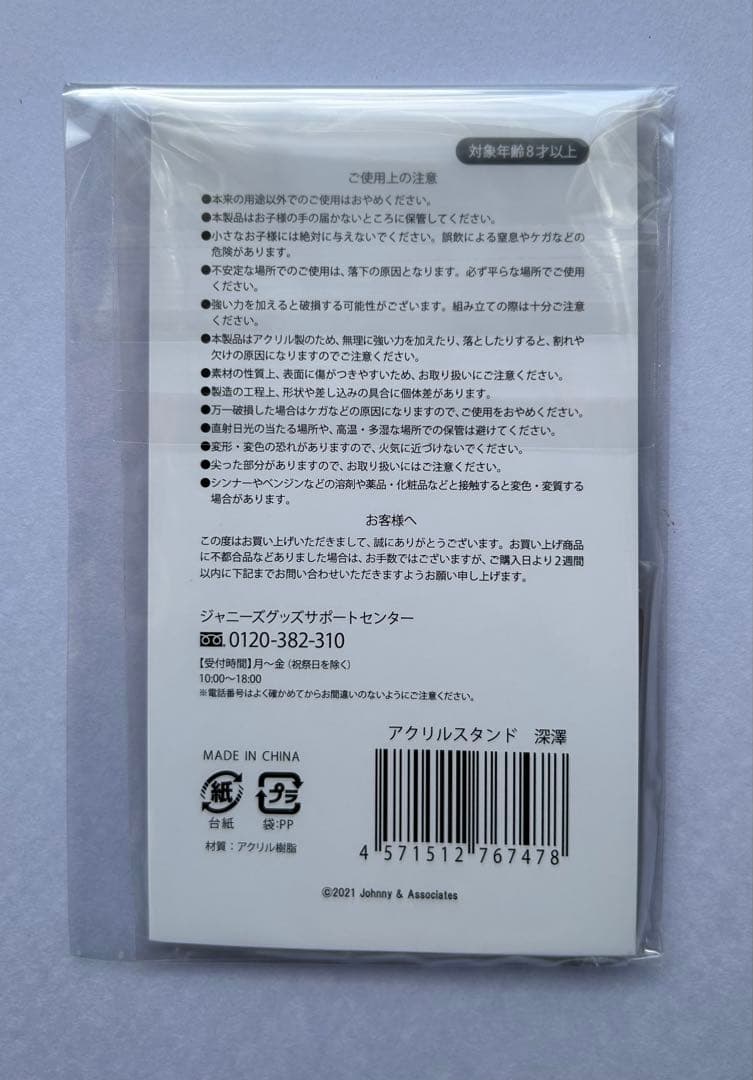 対象年齢8才以上
ご使用上の注意
●本来の用途以外でのご使用はおやめください。
●本製品はお子様の手の届かないところに保管してください。
●小さなお子様には絶対に与えないでください。誤飲による窒息やケガなどの
危険があります。
●不安定な場所でのご使用は、落下の原因となります。必ず平らな場所でご使用
ください。
●強い力を加えると破損する可能性がございます。組み立ての際は十分ご注意
ください。
●本製品はアクリル製のため、無理に強い力を加えたり、落としたりすると、割れや
欠けの原因になりますのでご注意ください。
●素材の性質上、表面に傷がつきやすいため、お取り扱いにご注意ください。
●製造の工程上、形状や差し込みの具合に個体差があります。
●万一破損した場合はケガなどの原因になりますので、ご使用をおやめください。
●直射日光の当たる場所や、高温・多湿な場所での保管は避けてください。
●変形・変色の恐れがありますので、火気に近づけないでください。
●尖った部分がありますので、お取り扱いにはご注意ください。
●シンナーやベンジンなどの溶剤や薬品・化粧品などと接触すると変色・変質する
場合があります。
お客様へ
この度はお買い上げいただきまして、誠にありがとうございます。お買い上げ商品
に不都合品などありました場合は、お手数ではございますが、ご購入日より2週間
以内に下記までお問い合わせいただきますようお願い申し上げます。
ジャニーズグッズサポートセンター
0120-382-310
【受付時間】月〜金（祝祭日を除く）
10:00〜18:00
※電話番号はよく確かめてからお間違いのないようにご注意ください。
アクリルスタンド　深澤
MADE IN CHINA
紙 プラ
台紙 袋:PP
材質：アクリル樹脂
4 571512 767478
©2021 Johnny & Associates